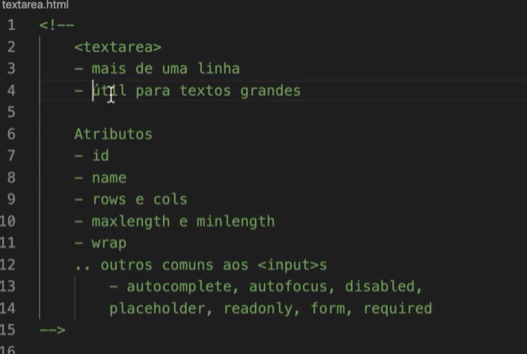 textarea.html
1 <!--
2 <textarea>
3 - mais de uma linha
4 - útil para textos grandes
5
6 Atributos
7 - id
8 - name
9 - rows e cols
10 - maxlength e minlength
11 - wrap
12 .. outros comuns aos <input>s
13 - autocomplete, autofocus, disabled,
14 placeholder, readonly, form, required
15 -->
16